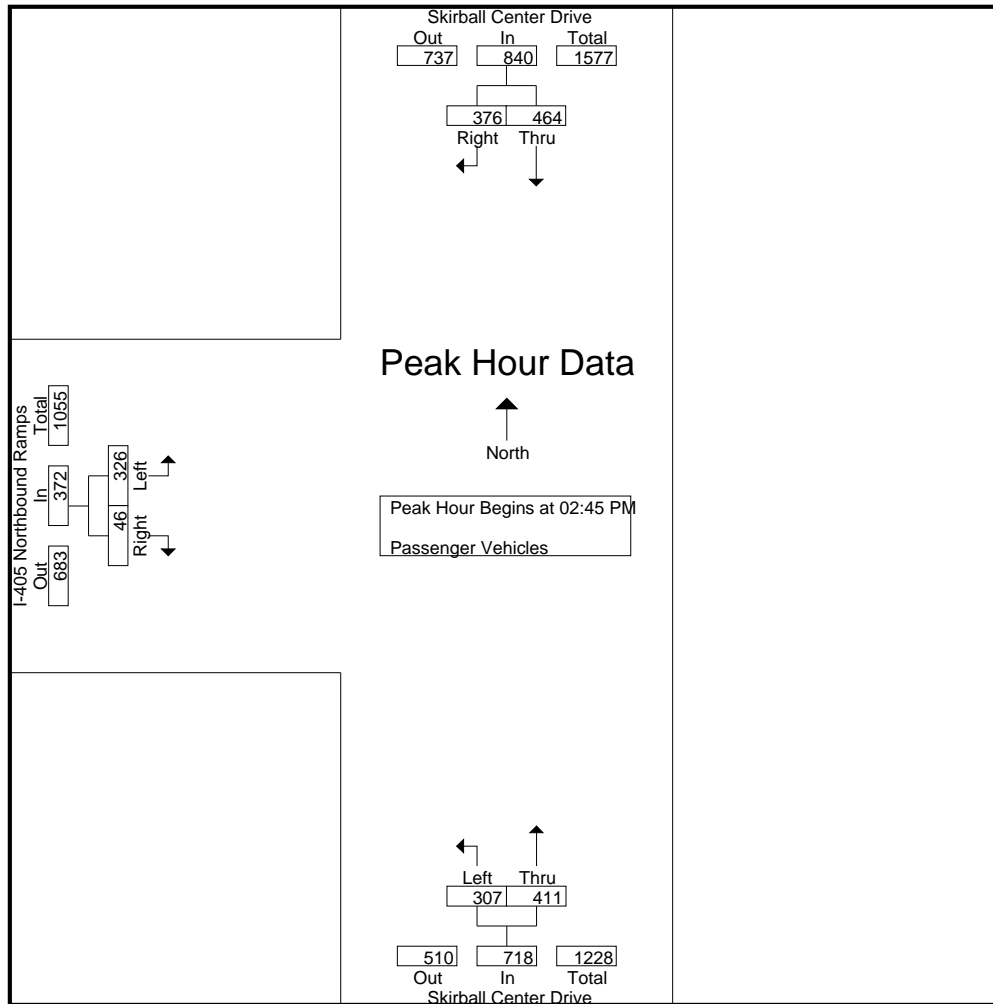 Skirball Center Drive
Out In Total
737 840 1577
376 464
Right Thru
Peak Hour Data
North
Peak Hour Begins at 02:45 PM
Passenger Vehicles
I-405 Northbound Ramps
Out In Total
683 372 1055
46 326
Right Left
Left Thru
307 411
510 718 1228
Out In Total
Skirball Center Drive